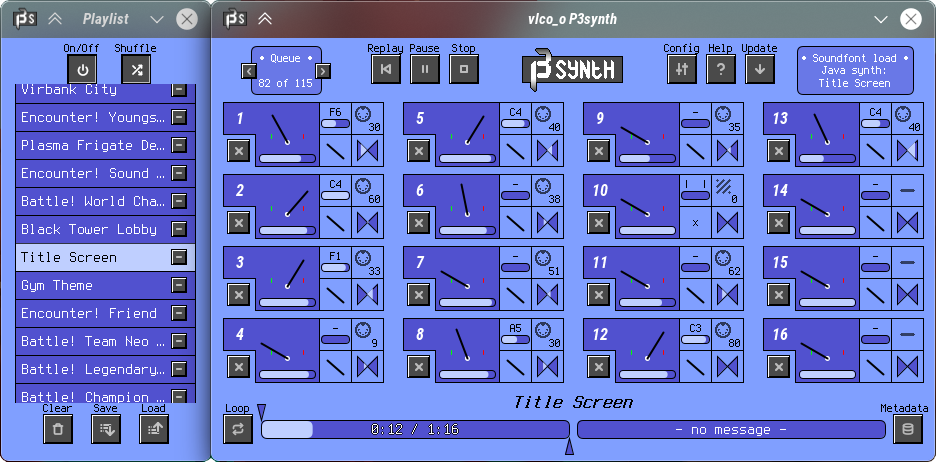 βs
Playlist
On/Off
Shuffle
Virbank City
Encounter! Youngs…
Plasma Frigate De…
Encounter! Sound …
Battle! World Cha…
Black Tower Lobby
Title Screen
Gym Theme
Encounter! Friend
Battle! Team Neo …
Battle! Legendary…
Battle! Champion …
Clear
Save
Load
βs
vlco_o P3synth
• Queue •
82 of 115
Replay
Pause
Stop
β SYNtH
Config
Help
?
Update
• Soundfont load •
Java synth:
Title Screen
1
F6
30
5
C4
40
9
-
35
13
C4
40
2
C4
60
6
-
38
10
0
x
14
-
3
F1
33
7
-
51
11
-
62
15
-
4
-
9
8
A5
30
12
C3
80
16
-
Title Screen
Loop
0:12 / 1:16
- no message -
Metadata